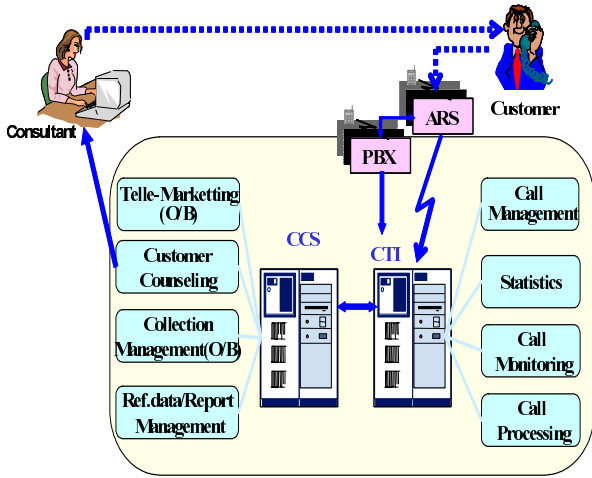 Customer
Consultant
ARS
PBX
Telle-Marketting
(O/B)
Customer
Counseling
Collection
Management(O/B)
Ref.data/Report
Management
CCS
CTI
Call
Management
Statistics
Call
Monitoring
Call
Processing